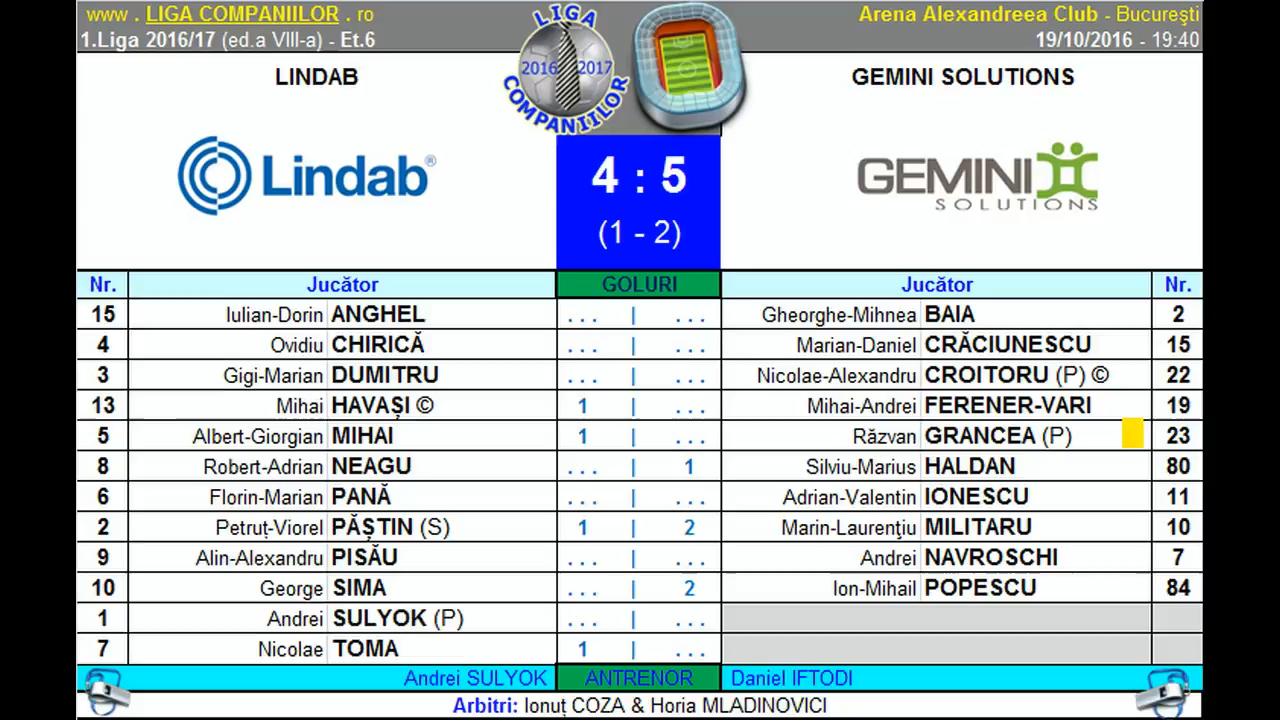 www . LIGA COMPANIILOR . ro
Arena Alexandreea Club - Bucureşti
1.Liga 2016/17 (ed.a VIII-a) - Et.6
19/10/2016 - 19:40
LIGA
2016 2017
COMPANIILOR
LINDAB
GEMINI SOLUTIONS
Lindab®
4 : 5
(1 - 2)
GEMINI
SOLUTIONS
Nr. Jucător GOLURI Jucător Nr.
15 Iulian-Dorin ANGHEL ... | ... Gheorghe-Mihnea BAIA 2
4 Ovidiu CHIRICĂ ... | ... Marian-Daniel CRĂCIUNESCU 15
3 Gigi-Marian DUMITRU ... | ... Nicolae-Alexandru CROITORU (P) © 22
13 Mihai HAVAȘI © 1 | ... Mihai-Andrei FERENER-VARI 19
5 Albert-Giorgian MIHAI 1 | ... Răzvan GRANCEA (P) 23
8 Robert-Adrian NEAGU ... | 1 Silviu-Marius HALDAN 80
6 Florin-Marian PANĂ ... | ... Adrian-Valentin IONESCU 11
2 Petruț-Viorel PĂȘTIN (S) 1 | 2 Marin-Laurenţiu MILITARU 10
9 Alin-Alexandru PISĂU ... | ... Andrei NAVROSCHI 7
10 George SIMA ... | 2 Ion-Mihail POPESCU 84
1 Andrei SULYOK (P) ... | ...
7 Nicolae TOMA 1 | ...
Andrei SULYOK ANTRENOR Daniel IFTODI
Arbitri: Ionuț COZA & Horia MLADINOVICI